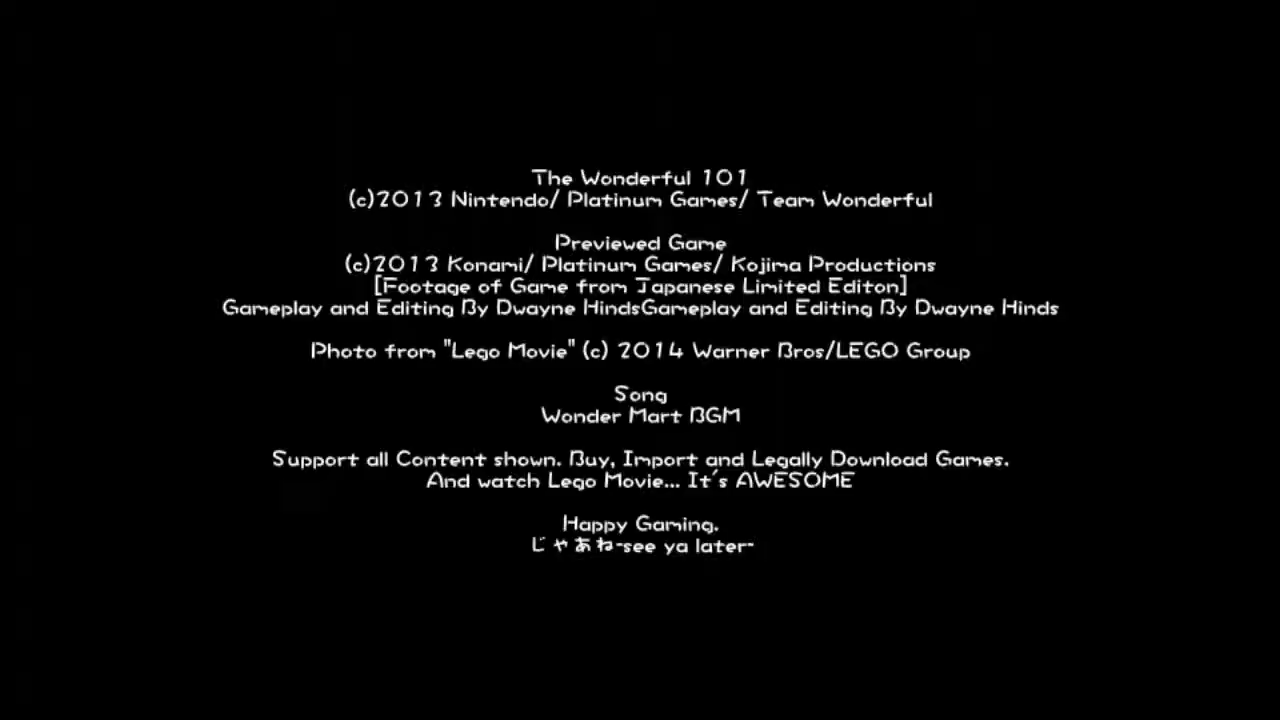 The Wonderful 101
(c)2013 Nintendo/ Platinum Games/ Team Wonderful
Previewed Game
(c)2013 Konami/ Platinum Games/ Kojima Productions
[Footage of Game from Japanese Limited Editon]
Gameplay and Editing By Dwayne HindsGameplay and Editing By Dwayne Hinds
Photo from "Lego Movie" (c) 2014 Warner Bros/LEGO Group
Song
Wonder Mart BGM
Support all Content shown. Buy, Import and Legally Download Games.
And watch Lego Movie... It's AWESOME
Happy Gaming.
じゃあね-see ya later-